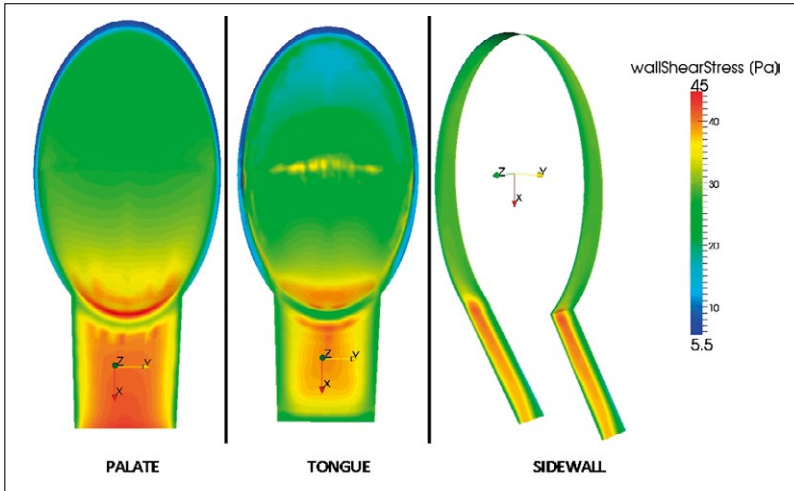 wallShearStress (Pa)
45
40
30
20
10
5.5
Z
Y
X
Z
Y
X
Z
Y
X
PALATE
TONGUE
SIDEWALL